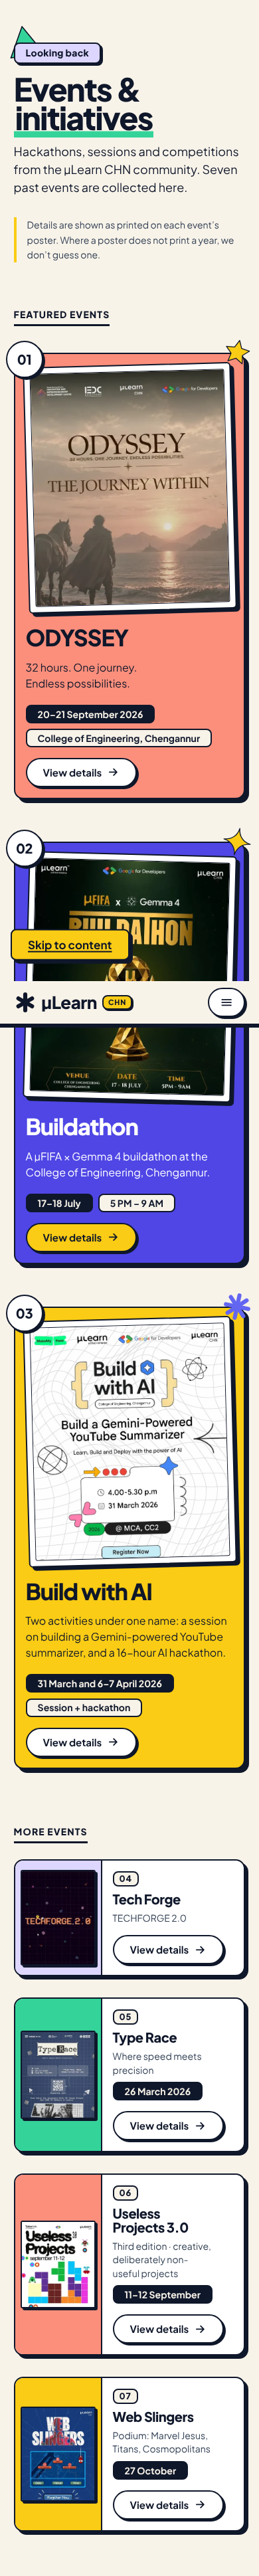 Looking back
Events &
initiatives
Hackathons, sessions and competitions
from the µLearn CHN community. Seven
past events are collected here.
Details are shown as printed on each event's
poster. Where a poster does not print a year, we
don't guess one.
FEATURED EVENTS
01
IEDC
µLearn
CHN
Google for Developers
ODYSSEY
32 HOURS. ONE JOURNEY. ENDLESS POSSIBILITIES.
THE JOURNEY WITHIN
ODYSSEY
32 hours. One journey.
Endless possibilities.
20–21 September 2026
College of Engineering, Chengannur
View details →
02
µLearn
Google for Developers
µLearn
CHN
µFIFA x Gemma 4
BUILDATHON
Skip to content
µLearn CHN
VENUE
COLLEGE OF ENGINEERING
CHENGANNUR
DATE
17 - 18 JULY
TIME
5PM - 9AM
Buildathon
A µFIFA × Gemma 4 buildathon at the
College of Engineering, Chengannur.
17–18 July
5 PM – 9 AM
View details →
03
µLearn
Google for Developers
µLearn
CHN
{ Build
with AI }
College of Engineering Chengannur
Build a Gemini-Powered
YouTube Summarizer
Learn, Build and Deploy with the power of AI
4.00-5.30 p.m
31 March 2026
@ MCA, CC2
Register Now
Build with AI
Two activities under one name: a session
on building a Gemini-powered YouTube
summarizer, and a 16-hour AI hackathon.
31 March and 6–7 April 2026
Session + hackathon
View details →
MORE EVENTS
04
TECHFORGE 2.0
Tech Forge
TECHFORGE 2.0
View details →
05
Type Race
Type Race
Where speed meets
precision
26 March 2026
View details →
06
Useless
Projects
september 11-12
Useless
Projects 3.0
Third edition · creative,
deliberately non-
useful projects
11–12 September
View details →
07
WEB
SLINGERS
Web Slingers
Podium: Marvel Jesus,
Titans, Cosmopolitans
27 October
View details →